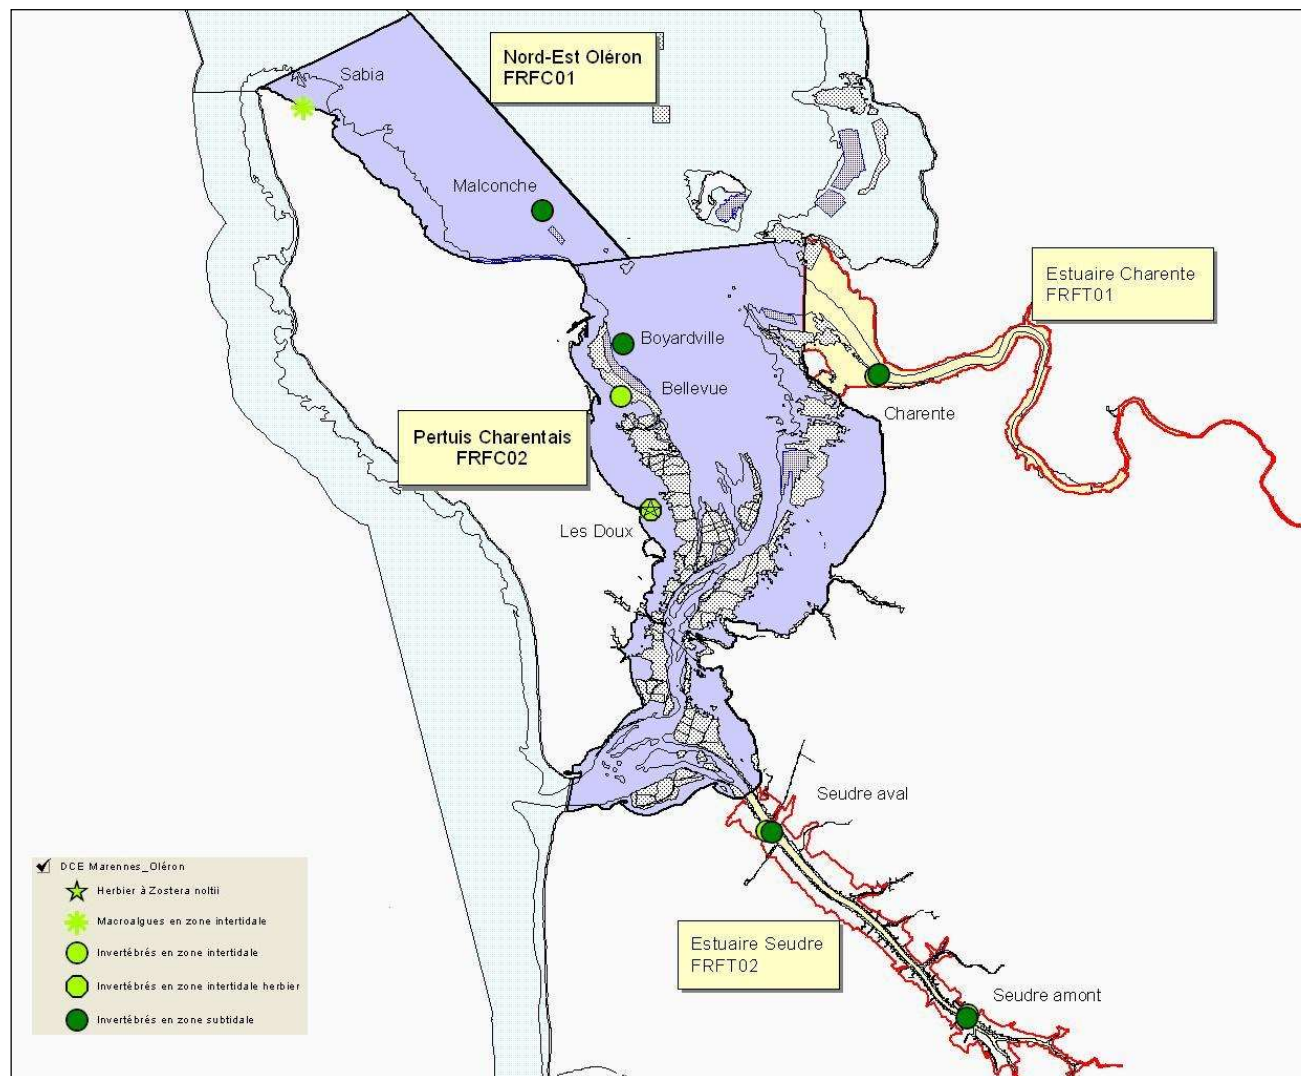 Nord-Est Oléron
FRFC01
Sabia
Malconche
Estuaire Charente
FRFT01
Boyardville
Bellevue
Charente
Pertuis Charentais
FRFC02
Les Doux
Seudre aval
DCE Marennes_Oléron
Herbier à Zostera noltii
Macroalgues en zone intertidale
Invertébrés en zone intertidale
Invertébrés en zone intertidale herbier
Invertébrés en zone subtidale
Estuaire Seudre
FRFT02
Seudre amont